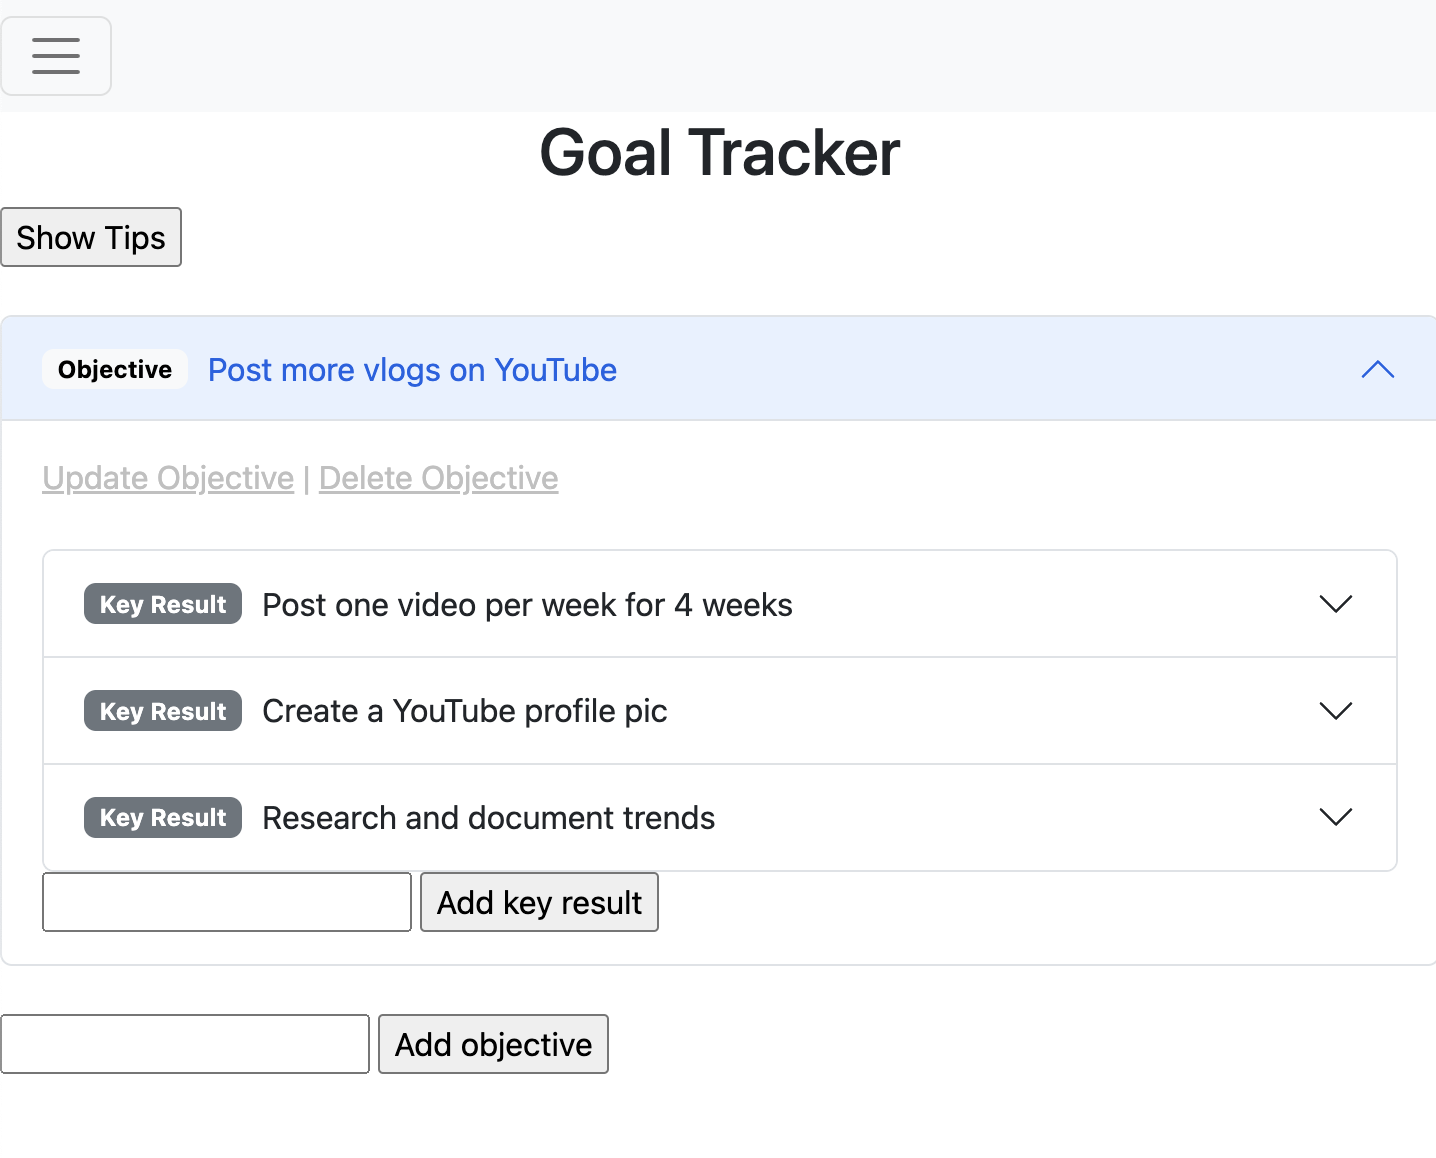 Goal Tracker
Show Tips
Objective Post more vlogs on YouTube
Update Objective | Delete Objective
Key Result Post one video per week for 4 weeks
Key Result Create a YouTube profile pic
Key Result Research and document trends
Add key result
Add objective